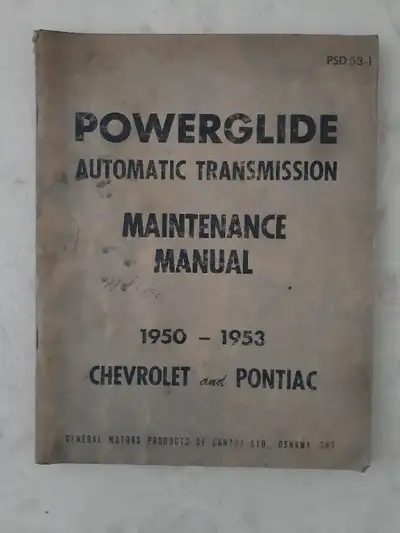 PSD 53-1
POWERGLIDE
AUTOMATIC TRANSMISSION
MAINTENANCE
MANUAL
1950 - 1953
CHEVROLET and PONTIAC
GENERAL MOTORS PRODUCTS OF CANADA LTD., OSHAWA, ONT.